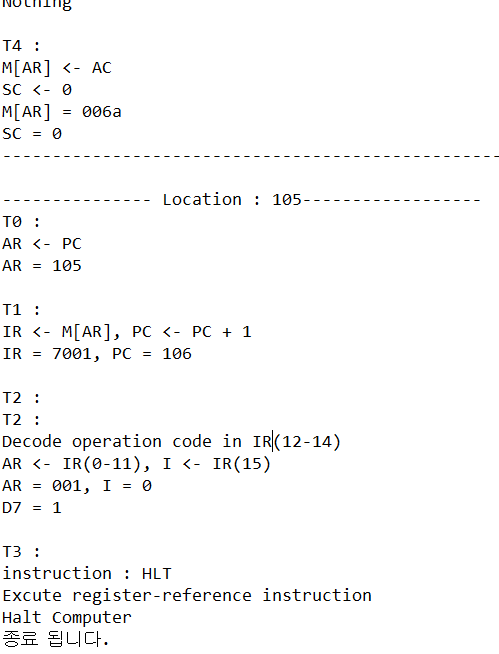 Nothing
T4 :
M[AR] <- AC
SC <- 0
M[AR] = 006a
SC = 0
--------------------------------------------------
--------------- Location : 105------------------
T0 :
AR <- PC
AR = 105
T1 :
IR <- M[AR], PC <- PC + 1
IR = 7001, PC = 106
T2 :
T2 :
Decode operation code in IR(12-14)
AR <- IR(0-11), I <- IR(15)
AR = 001, I = 0
D7 = 1
T3 :
instruction : HLT
Excute register-reference instruction
Halt Computer
종료 됩니다.